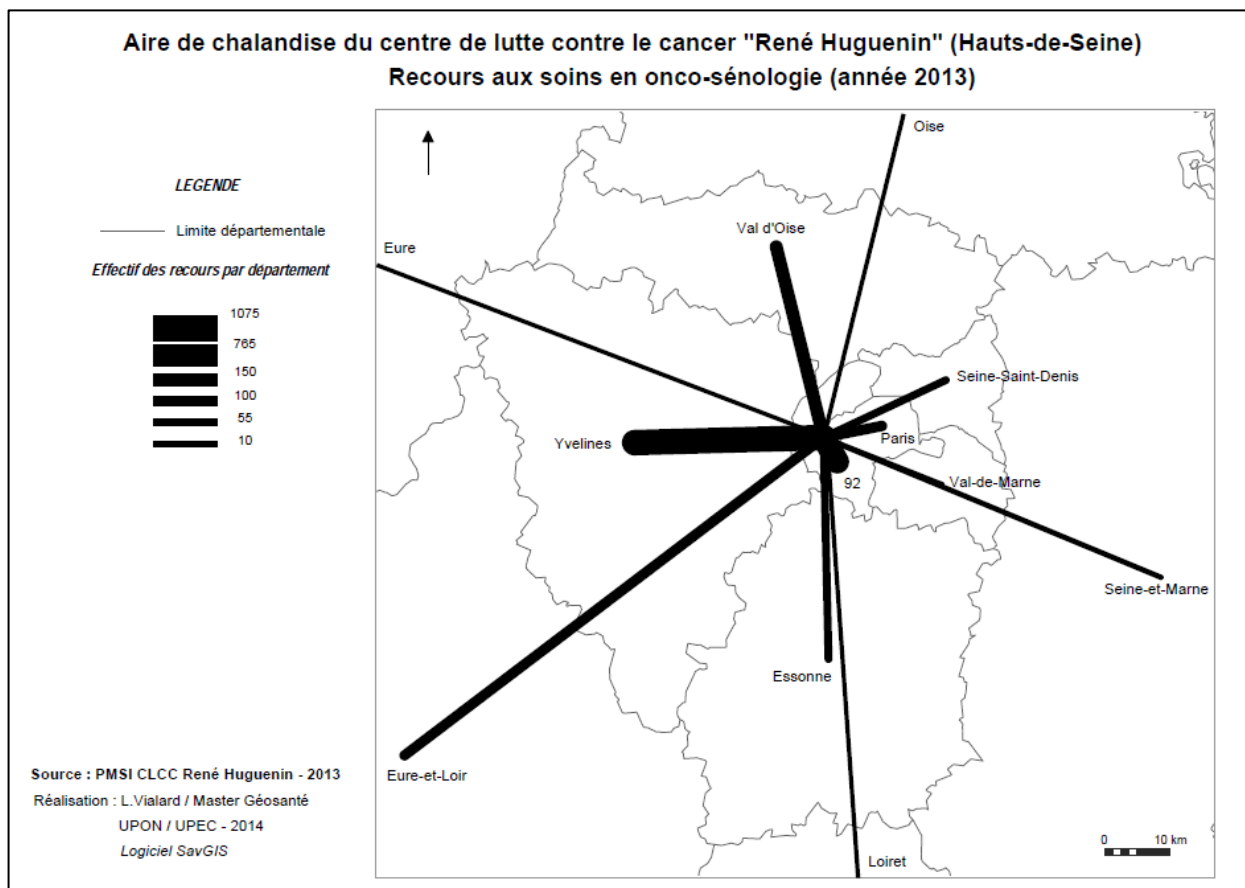 Aire de chalandise du centre de lutte contre le cancer "René Huguenin" (Hauts-de-Seine)
Recours aux soins en onco-sénologie (année 2013)
LEGENDE
Limite départementale
Effectif des recours par département
1075
765
150
100
55
10
Oise
Val d'Oise
Eure
Seine-Saint-Denis
Yvelines
Paris
92
Val-de-Marne
Seine-et-Marne
Essonne
Eure-et-Loir
Loiret
0 10 km
Source : PMSI CLCC René Huguenin - 2013
Réalisation : L.Vialard / Master Géosanté
UPON / UPEC - 2014
Logiciel SavGIS